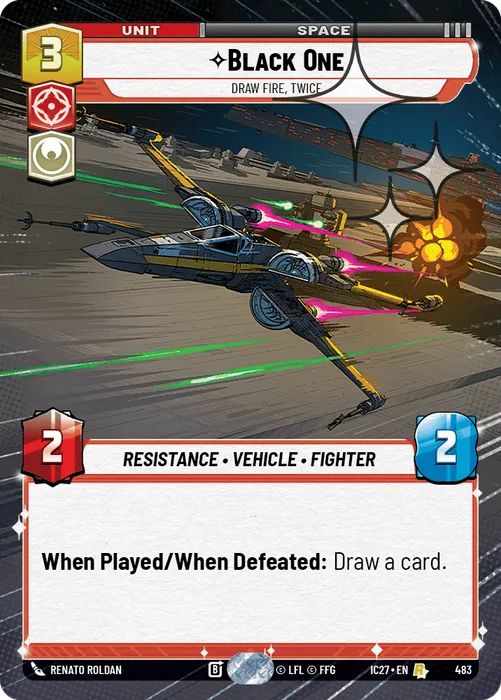 UNIT
SPACE
3
✧BLACK ONE
DRAW FIRE, TWICE
2
2
RESISTANCE • VEHICLE • FIGHTER
When Played/When Defeated: Draw a card.
RENATO ROLDAN
B
© LFL © FFG
IC27 • EN
R
483